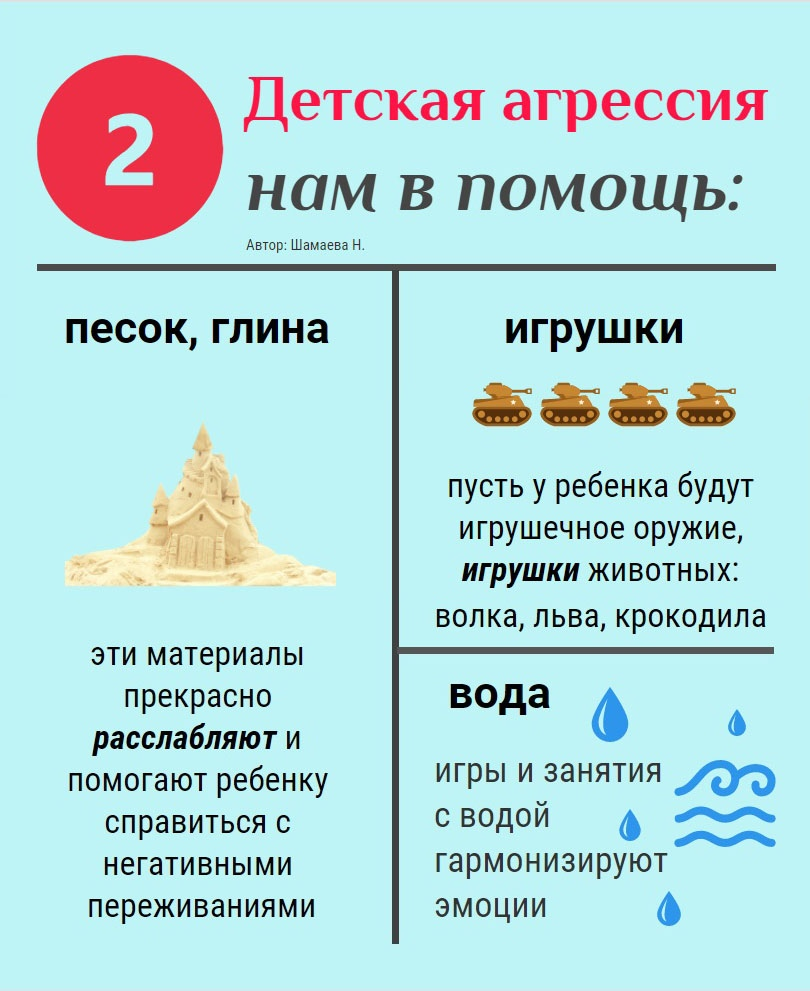 2
Детская агрессия
нам в помощь:
Автор: Шамаева Н.
песок, глина
эти материалы
прекрасно
расслабляют и
помогают ребенку
справиться с
негативными
переживаниями
игрушки
пусть у ребенка будут
игрушечное оружие,
игрушки животных:
волка, льва, крокодила
вода
игры и занятия
с водой
гармонизируют
эмоции